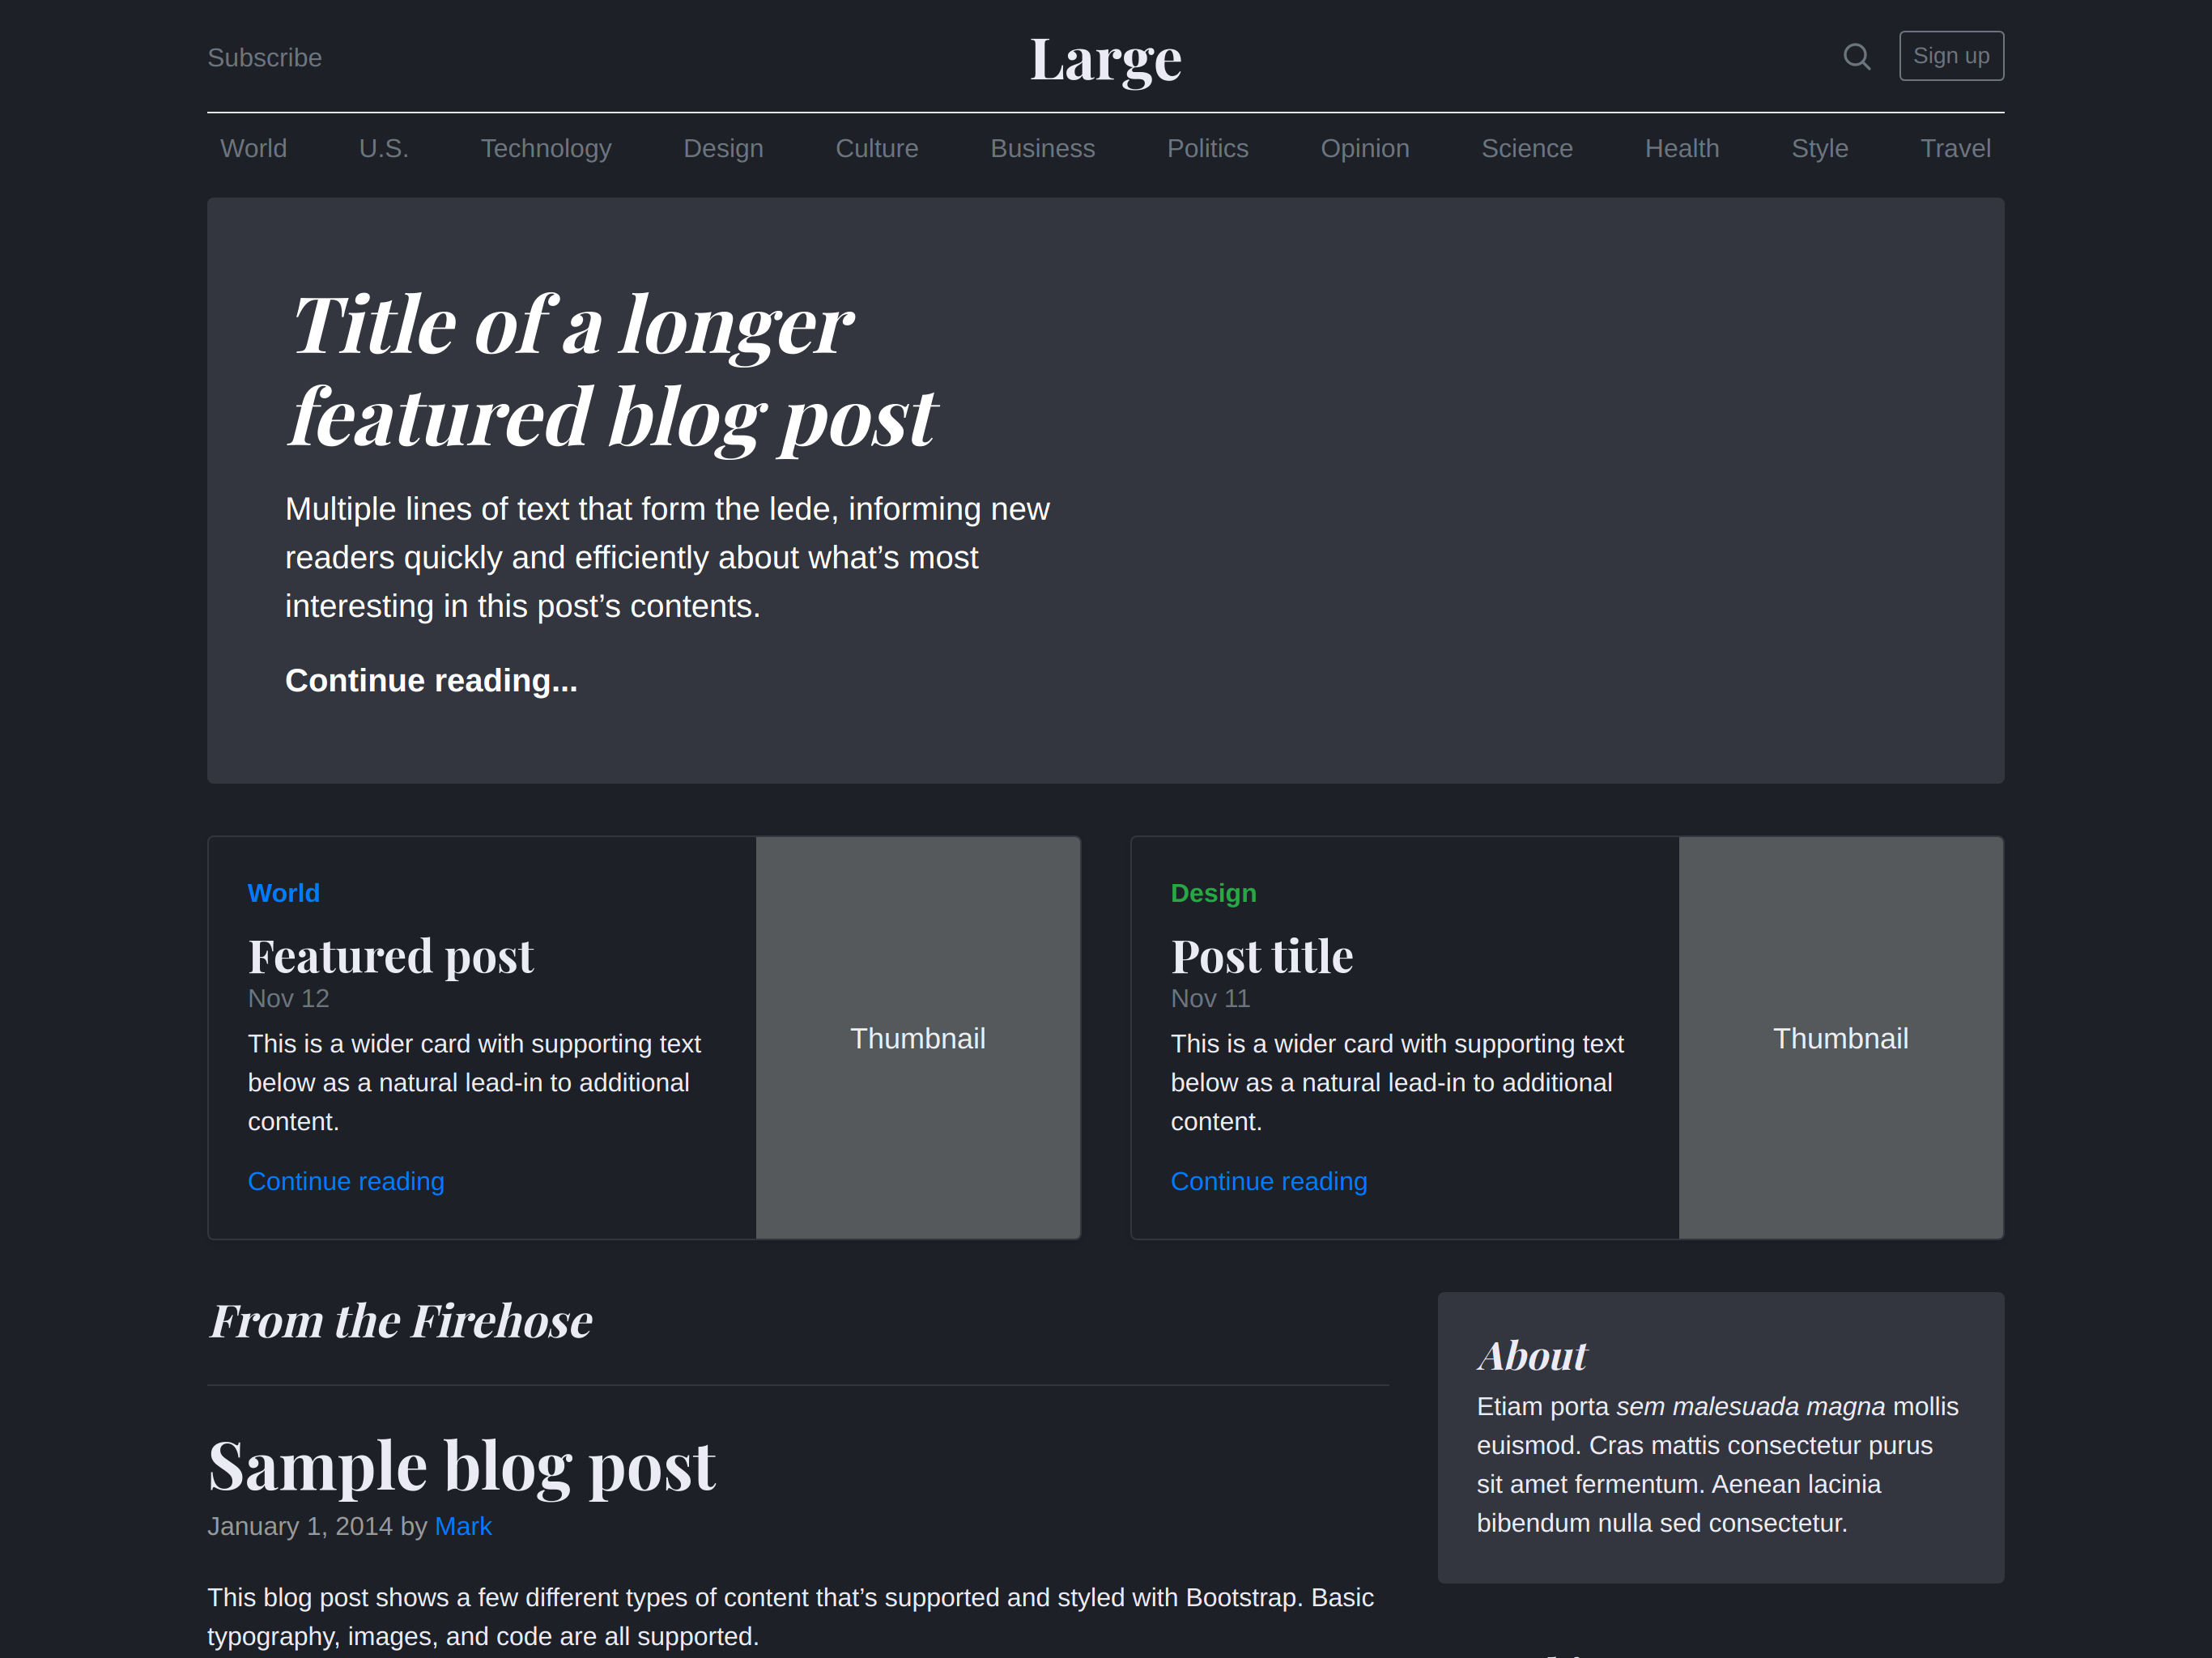 Subscribe
Large
Sign up
World U.S. Technology Design Culture Business Politics Opinion Science Health Style Travel
Title of a longer
featured blog post
Multiple lines of text that form the lede, informing new
readers quickly and efficiently about what’s most
interesting in this post’s contents.
Continue reading...
World
Featured post
Nov 12
This is a wider card with supporting text
below as a natural lead-in to additional
content.
Continue reading
Thumbnail
Design
Post title
Nov 11
This is a wider card with supporting text
below as a natural lead-in to additional
content.
Continue reading
Thumbnail
From the Firehose
Sample blog post
January 1, 2014 by Mark
This blog post shows a few different types of content that’s supported and styled with Bootstrap. Basic
typography, images, and code are all supported.
About
Etiam porta sem malesuada magna mollis
euismod. Cras mattis consectetur purus
sit amet fermentum. Aenean lacinia
bibendum nulla sed consectetur.